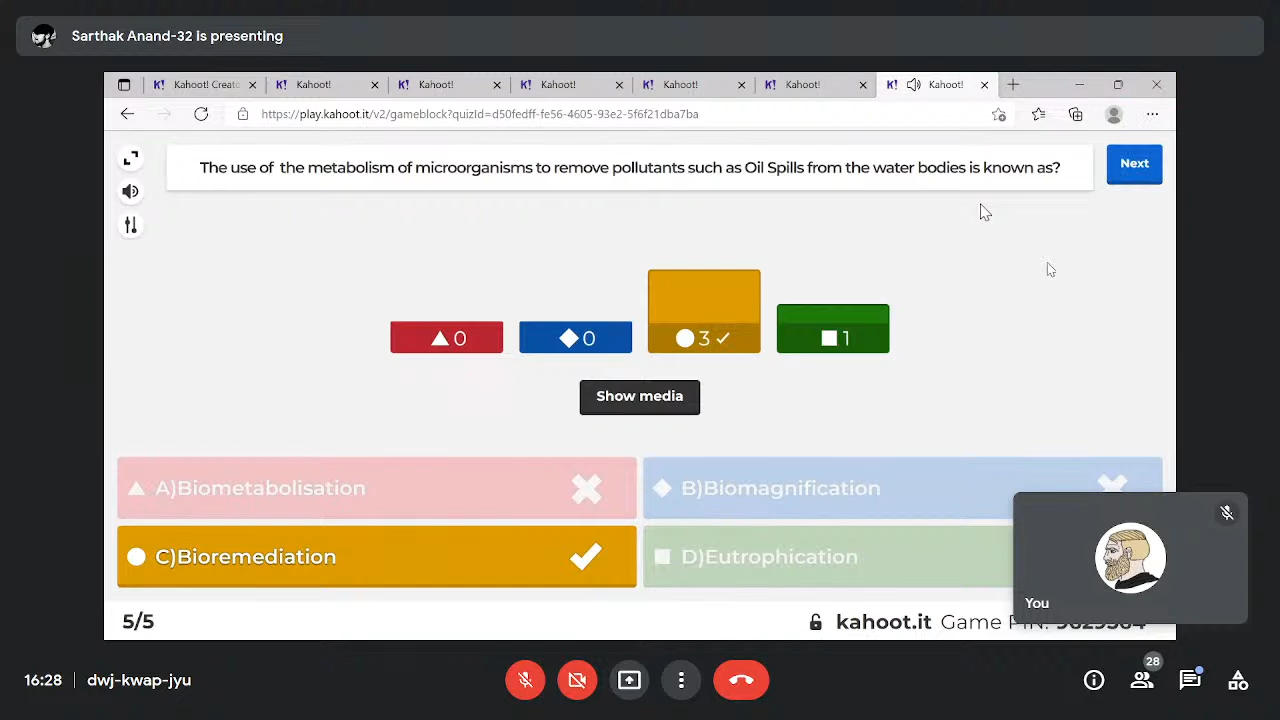 Sarthak Anand-32 is presenting
Kahoot! Create
Kahoot!
Kahoot!
Kahoot!
Kahoot!
Kahoot!
Kahoot!
https://play.kahoot.it/v2/gameblock?quizId=d50fedff-fe56-4605-93e2-5f6f21dba7ba
The use of the metabolism of microorganisms to remove pollutants such as Oil Spills from the water bodies is known as?
Next
0
0
3
1
Show media
A)Biometabolisation
B)Biomagnification
C)Bioremediation
D)Eutrophication
You
5/5
kahoot.it Game PIN:
16:28 | dwj-kwap-jyu
28